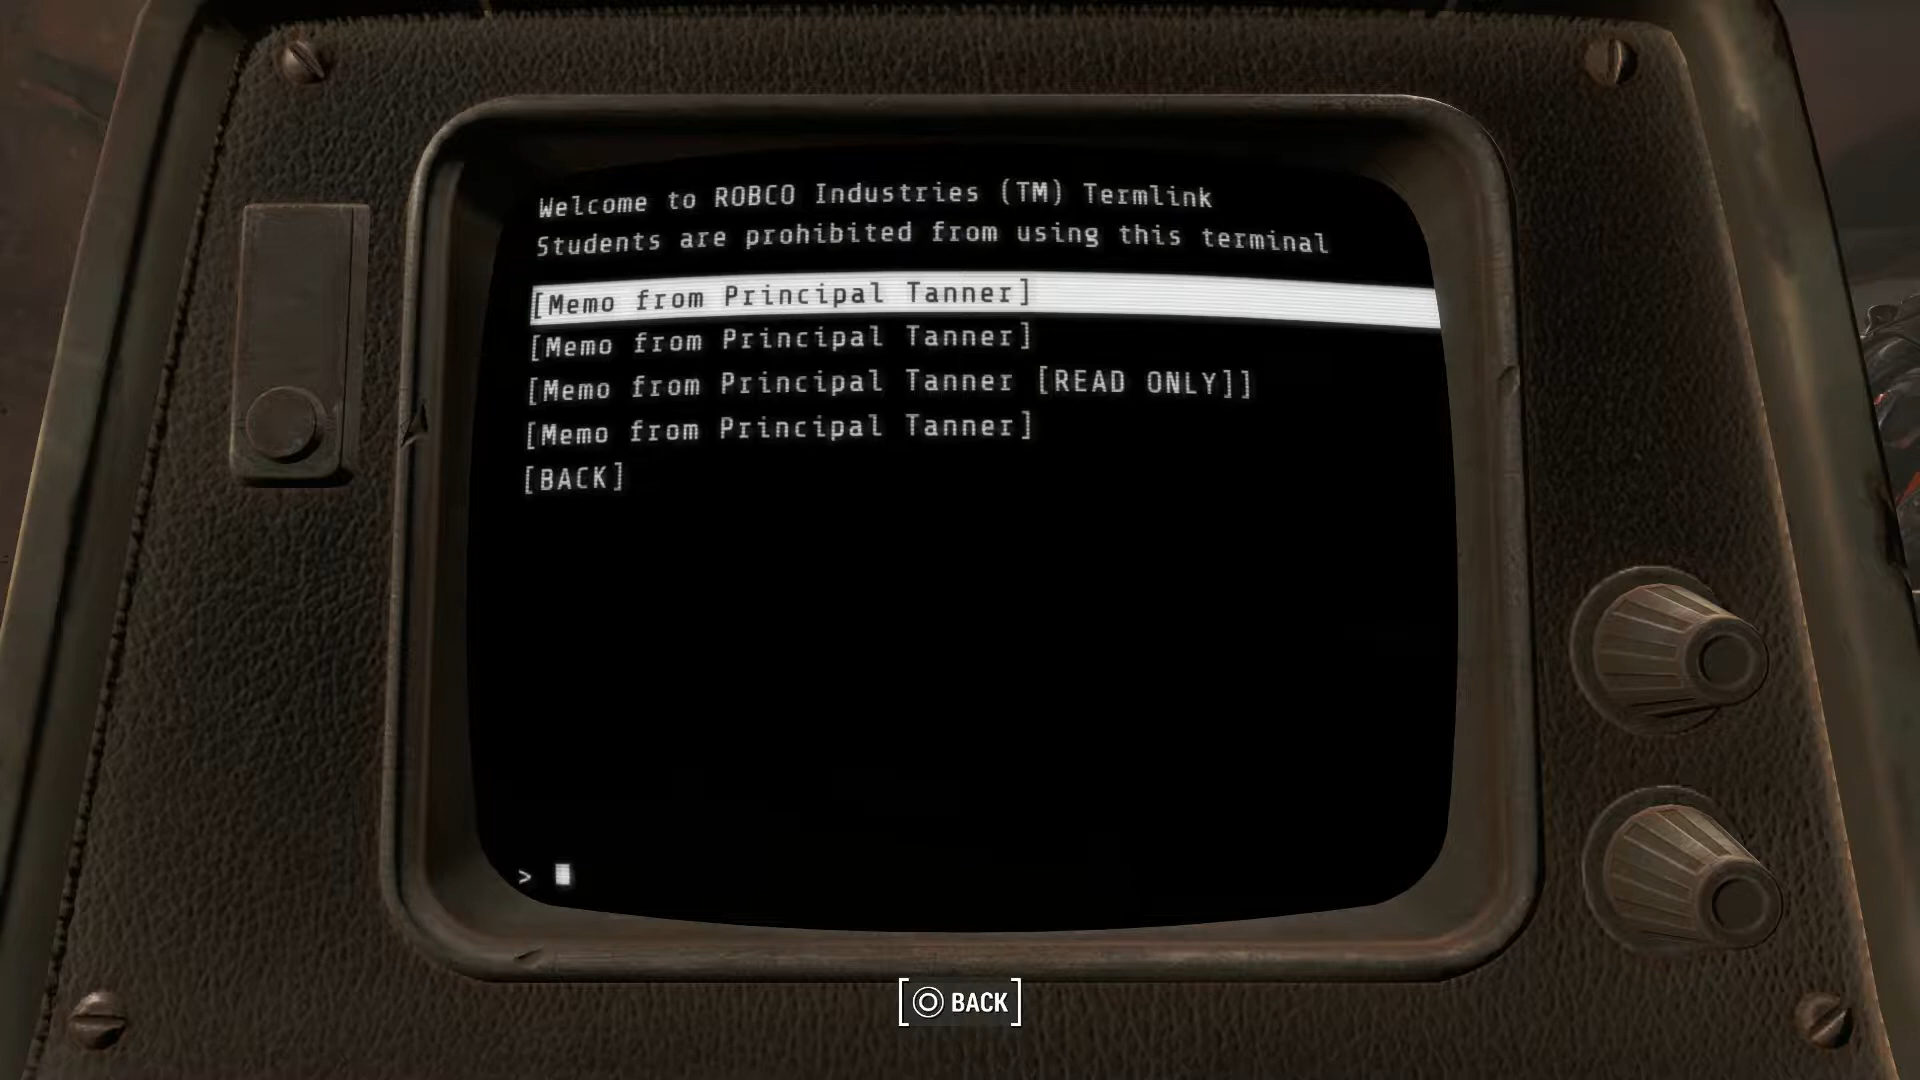 Welcome to ROBCO Industries (TM) Termlink
Students are prohibited from using this terminal
[Memo from Principal Tanner]
[Memo from Principal Tanner]
[Memo from Principal Tanner [READ ONLY]]
[Memo from Principal Tanner]
[BACK]
>
[ BACK]